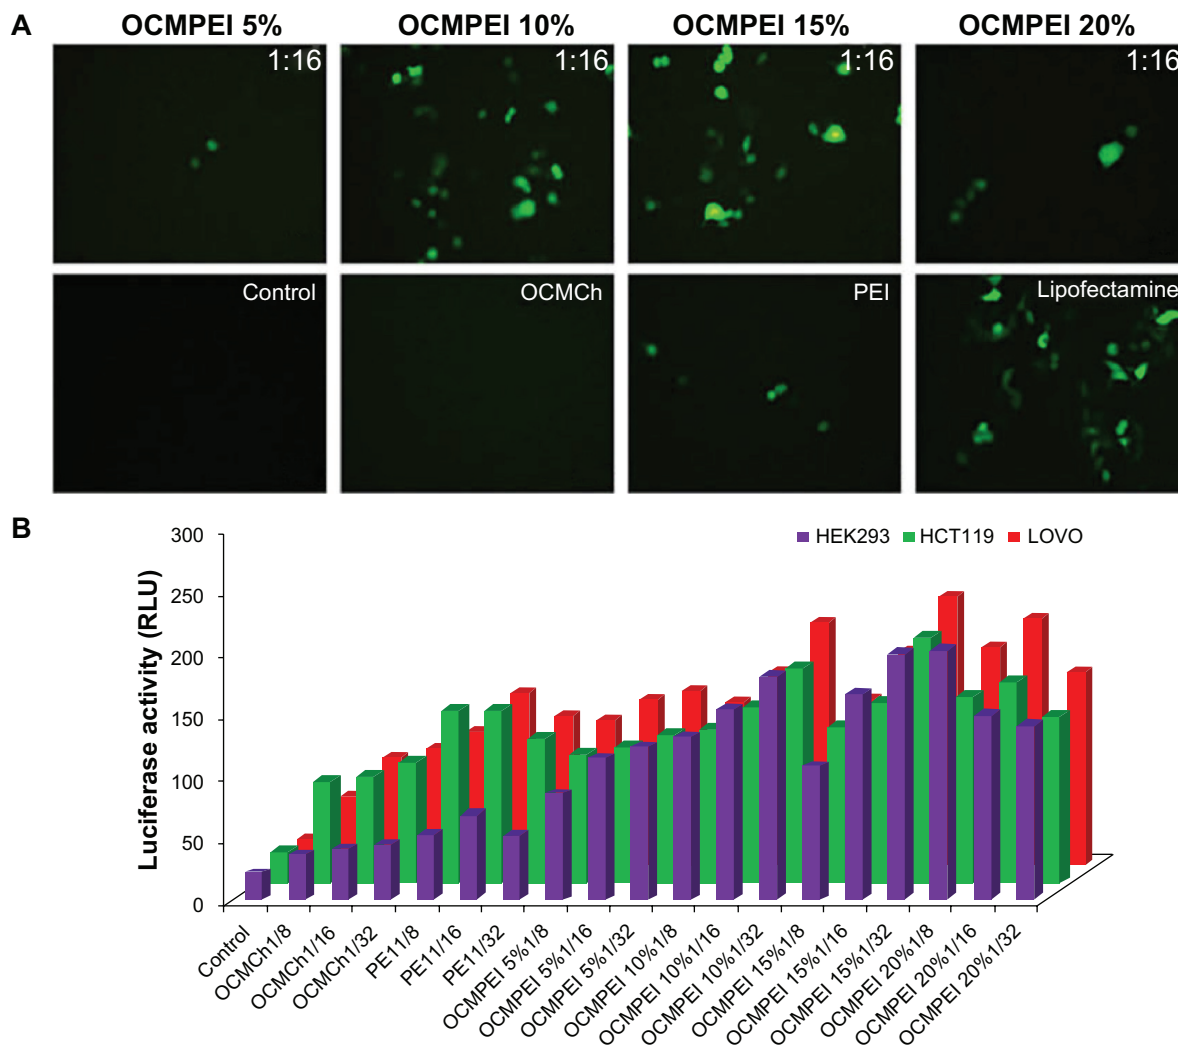 A
OCMPEI 5%
OCMPEI 10%
OCMPEI 15%
OCMPEI 20%
1:16
1:16
1:16
1:16
Control
OCMCh
PEI
Lipofectamine
B
HEK293
HCT119
LOVO
Luciferase activity (RLU)
300
250
200
150
100
50
0
Control
OCMCh1/8
OCMCh1/16
OCMCh1/32
PE11/8
PE11/16
PE11/32
OCMPEI 5%1/8
OCMPEI 5%1/16
OCMPEI 5%1/32
OCMPEI 10%1/8
OCMPEI 10%1/16
OCMPEI 10%1/32
OCMPEI 15%1/8
OCMPEI 15%1/16
OCMPEI 15%1/32
OCMPEI 20%1/8
OCMPEI 20%1/16
OCMPEI 20%1/32